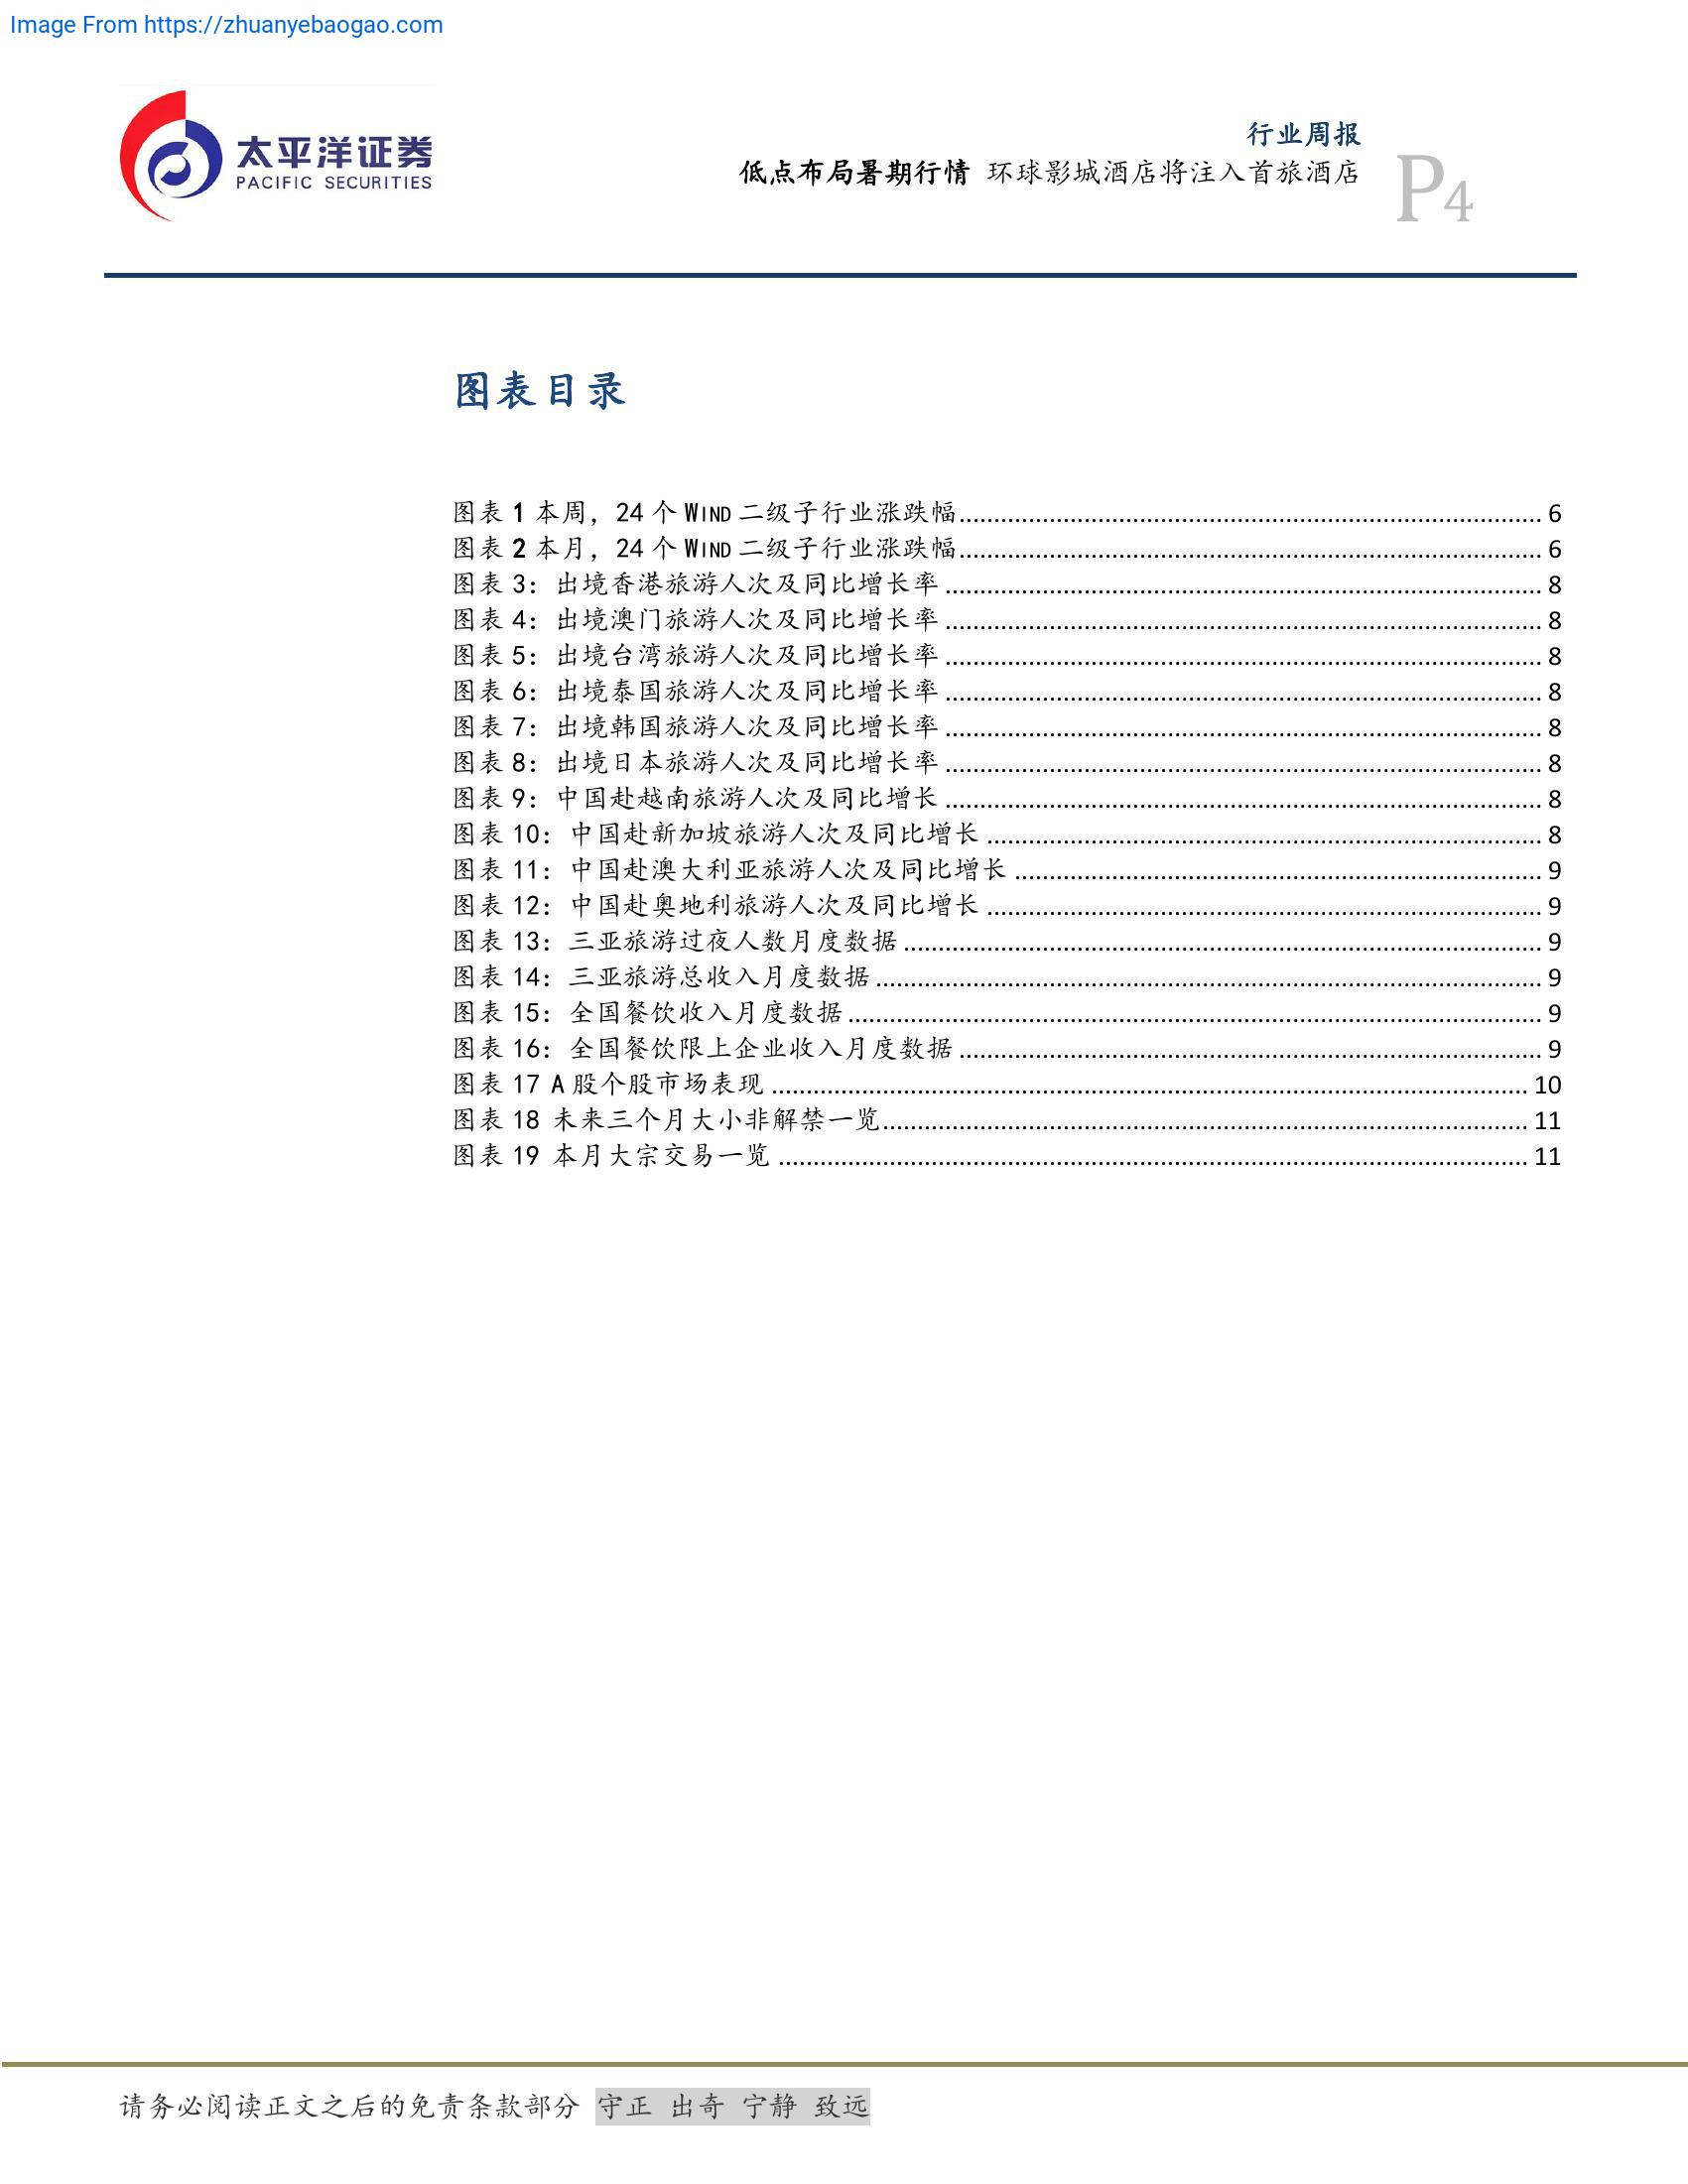 Image From https://zhuanyebaogao.com
太平洋证券
PACIFIC SECURITIES
行业周报
低点布局暑期行情 环球影城酒店将注入首旅酒店
P4
图表目录
图表 1 本周，24 个 WIND 二级子行业涨跌幅 6
图表 2 本月，24 个 WIND 二级子行业涨跌幅 6
图表 3：出境香港旅游人次及同比增长率 8
图表 4：出境澳门旅游人次及同比增长率 8
图表 5：出境台湾旅游人次及同比增长率 8
图表 6：出境泰国旅游人次及同比增长率 8
图表 7：出境韩国旅游人次及同比增长率 8
图表 8：出境日本旅游人次及同比增长率 8
图表 9：中国赴越南旅游人次及同比增长 8
图表 10：中国赴新加坡旅游人次及同比增长 8
图表 11：中国赴澳大利亚旅游人次及同比增长 9
图表 12：中国赴奥地利旅游人次及同比增长 9
图表 13：三亚旅游过夜人数月度数据 9
图表 14：三亚旅游总收入月度数据 9
图表 15：全国餐饮收入月度数据 9
图表 16：全国餐饮限上企业收入月度数据 9
图表 17 A 股个股市场表现 10
图表 18 未来三个月大小非解禁一览 11
图表 19 本月大宗交易一览 11
请务必阅读正文之后的免责条款部分 守正 出奇 宁静 致远